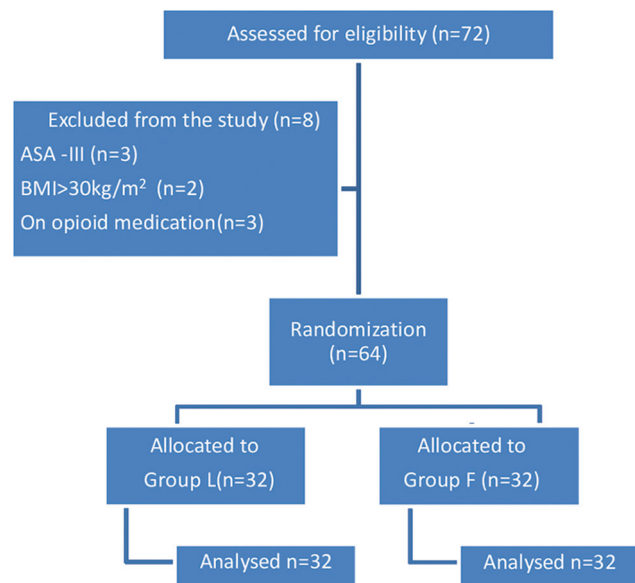 Assessed for eligibility (n=72)
Excluded from the study (n=8)
ASA -III (n=3)
BMI>30kg/m² (n=2)
On opioid medication(n=3)
Randomization
(n=64)
Allocated to
Group L(n=32)
Allocated to
Group F (n=32)
Analysed n=32
Analysed n=32